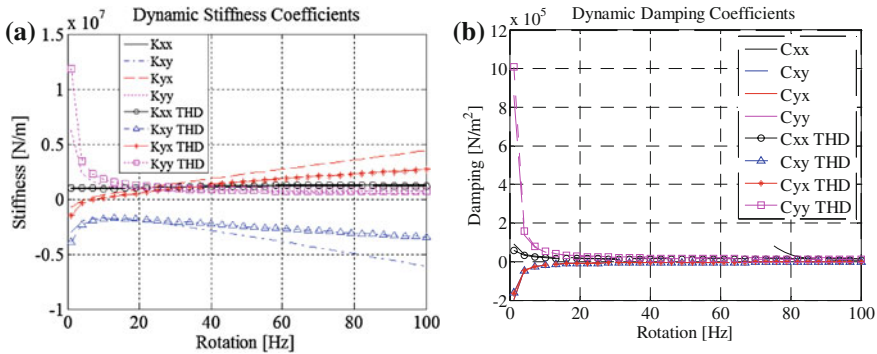 (a)
Dynamic Stiffness Coefficients
x 10^7
Stiffness [N/m]
1.5
1
0.5
0
-0.5
-1
0 20 40 60 80 100
Rotation [Hz]
Kxx
Kxy
Kyx
Kyy
Kxx THD
Kxy THD
Kyx THD
Kyy THD
(b)
Dynamic Damping Coefficients
x 10^5
Damping [N/m²]
12
10
8
6
4
2
0
-2
0 20 40 60 80 100
Rotation [Hz]
Cxx
Cxy
Cyx
Cyy
Cxx THD
Cxy THD
Cyx THD
Cyy THD